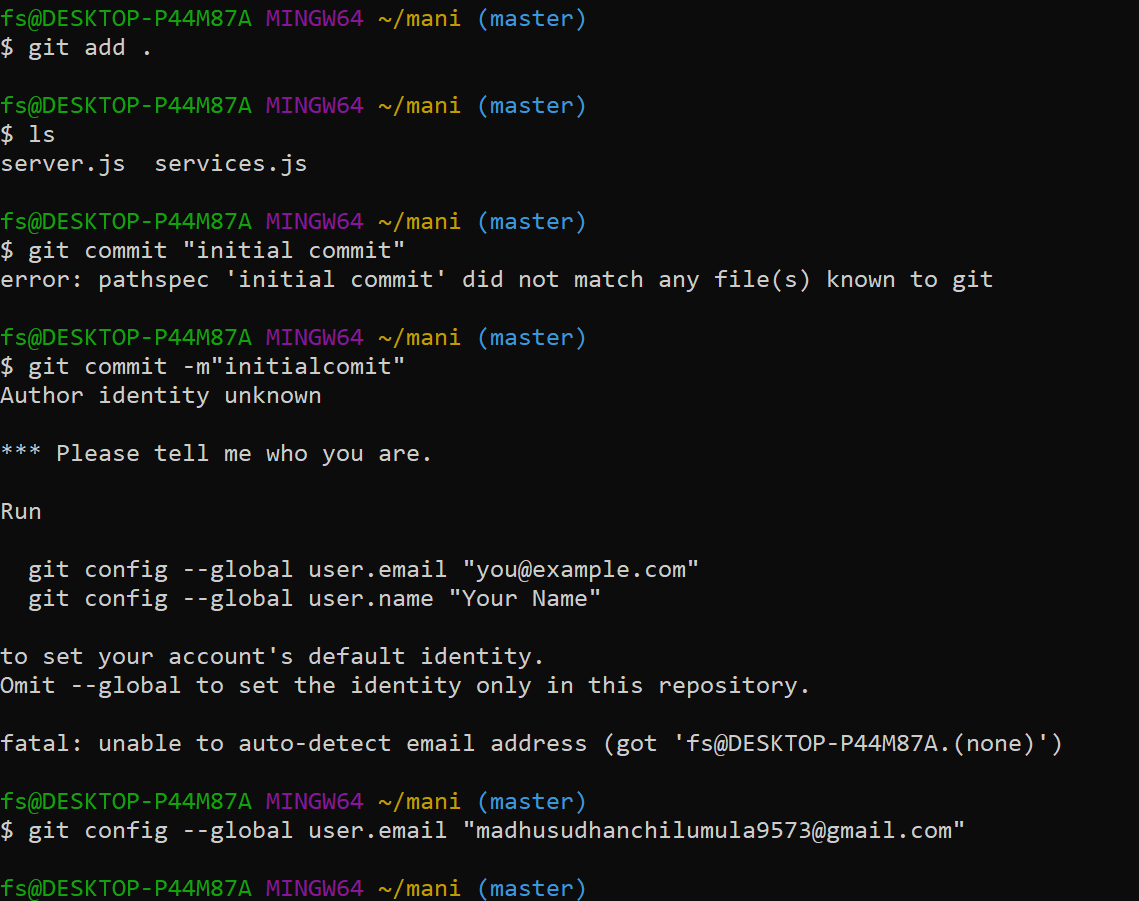 fs@DESKTOP-P44M87A MINGW64 ~/mani (master)
$ git add .
fs@DESKTOP-P44M87A MINGW64 ~/mani (master)
$ ls
server.js  services.js
fs@DESKTOP-P44M87A MINGW64 ~/mani (master)
$ git commit "initial commit"
error: pathspec 'initial commit' did not match any file(s) known to git
fs@DESKTOP-P44M87A MINGW64 ~/mani (master)
$ git commit -m"initialcomit"
Author identity unknown
*** Please tell me who you are.
Run
  git config --global user.email "you@example.com"
  git config --global user.name "Your Name"
to set your account's default identity.
Omit --global to set the identity only in this repository.
fatal: unable to auto-detect email address (got 'fs@DESKTOP-P44M87A.(none)')
fs@DESKTOP-P44M87A MINGW64 ~/mani (master)
$ git config --global user.email "madhusudhanchilumula9573@gmail.com"
fs@DESKTOP-P44M87A MINGW64 ~/mani (master)